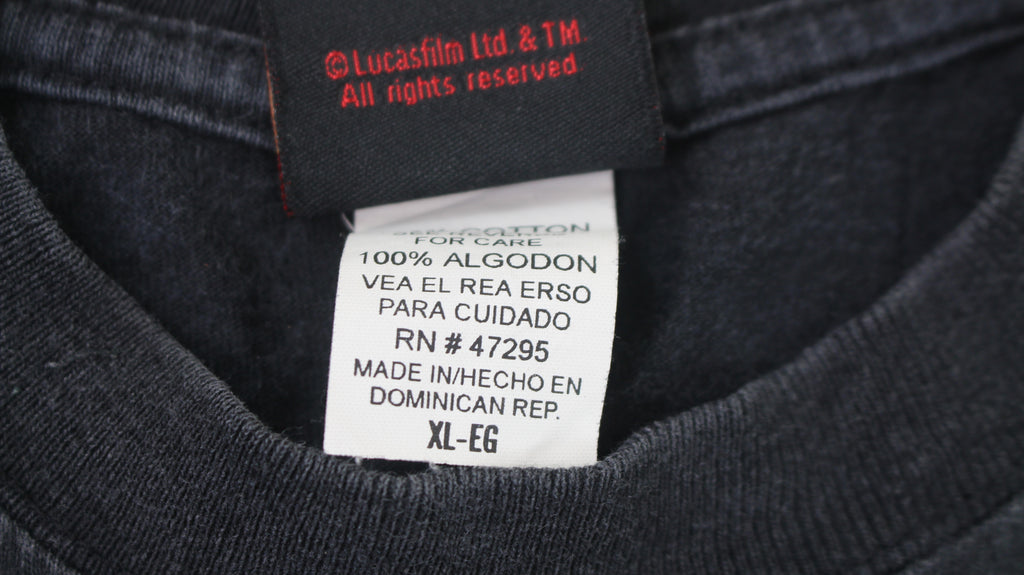 ©Lucasfilm Ltd. & TM.
All rights reserved
COTTON
FOR CARE
100% ALGODON
VEA EL REA ERSO
PARA CUIDADO
RN # 47295
MADE IN/HECHO EN
DOMINICAN REP.
XL-EG